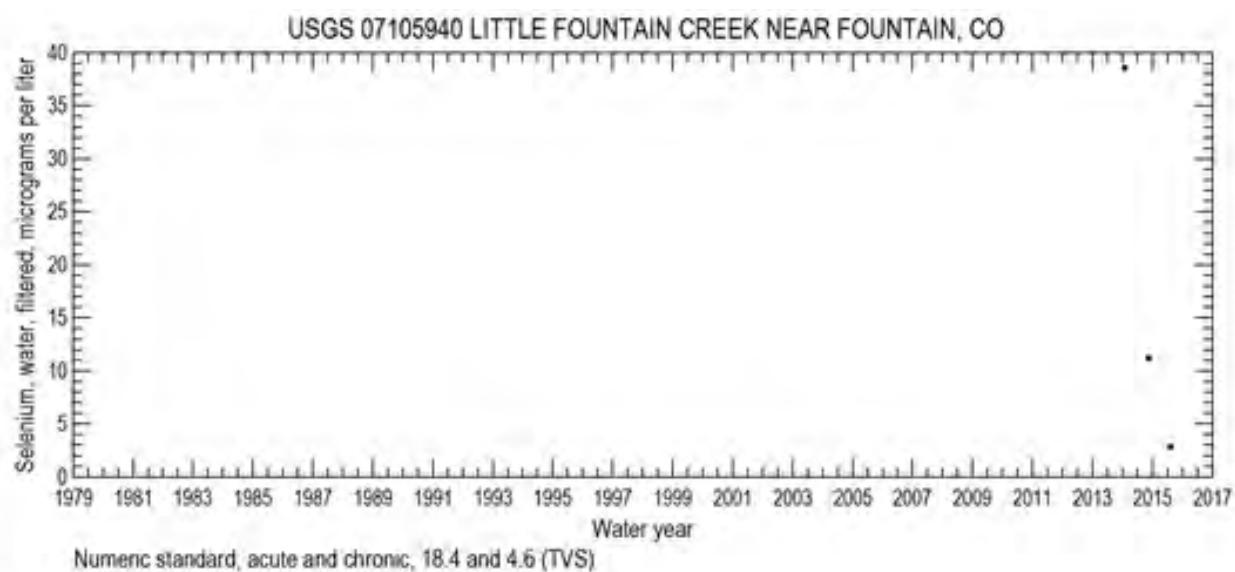 USGS 07105940 LITTLE FOUNTAIN CREEK NEAR FOUNTAIN, CO
Selenium, water, filtered, micrograms per liter
40
35
30
25
20
15
10
5
0
1979 1981 1983 1985 1987 1989 1991 1993 1995 1997 1999 2001 2003 2005 2007 2009 2011 2013 2015 2017
Water year
Numeric standard, acute and chronic, 18.4 and 4.6 (TVS)